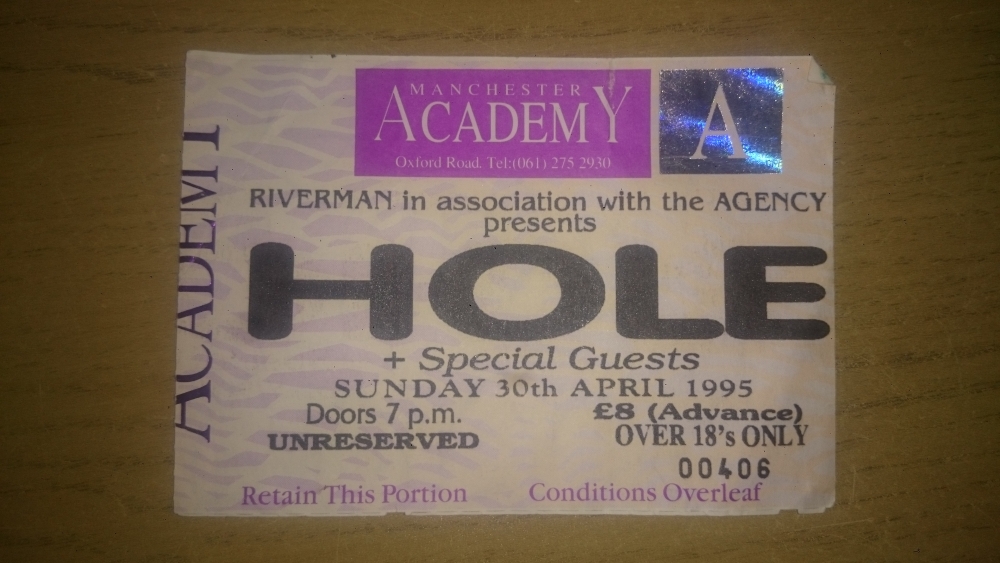 MANCHESTER
ACADEMY
Oxford Road. Tel:(061) 275 2930
A
ACADEMY
RIVERMAN in association with the AGENCY
presents
HOLE
+ Special Guests
SUNDAY 30th APRIL 1995
Doors 7 p.m.
£8 (Advance)
UNRESERVED
OVER 18's ONLY
00406
Retain This Portion
Conditions Overleaf